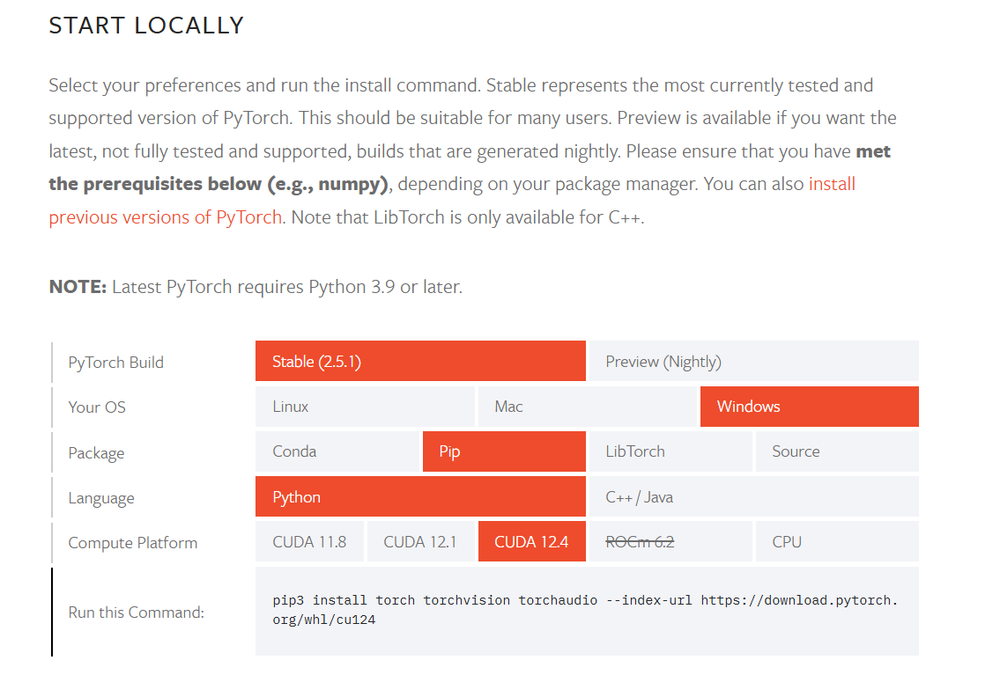 START LOCALLY
Select your preferences and run the install command. Stable represents the most currently tested and
supported version of PyTorch. This should be suitable for many users. Preview is available if you want the
latest, not fully tested and supported, builds that are generated nightly. Please ensure that you have met
the prerequisites below (e.g., numpy), depending on your package manager. You can also install
previous versions of PyTorch. Note that LibTorch is only available for C++.
NOTE: Latest PyTorch requires Python 3.9 or later.
PyTorch Build Stable (2.5.1) Preview (Nightly)
Your OS Linux Mac Windows
Package Conda Pip LibTorch Source
Language Python C++ / Java
Compute Platform CUDA 11.8 CUDA 12.1 CUDA 12.4 ROCm 6.2 CPU
Run this Command: pip3 install torch torchvision torchaudio --index-url https://download.pytorch.
org/whl/cu124